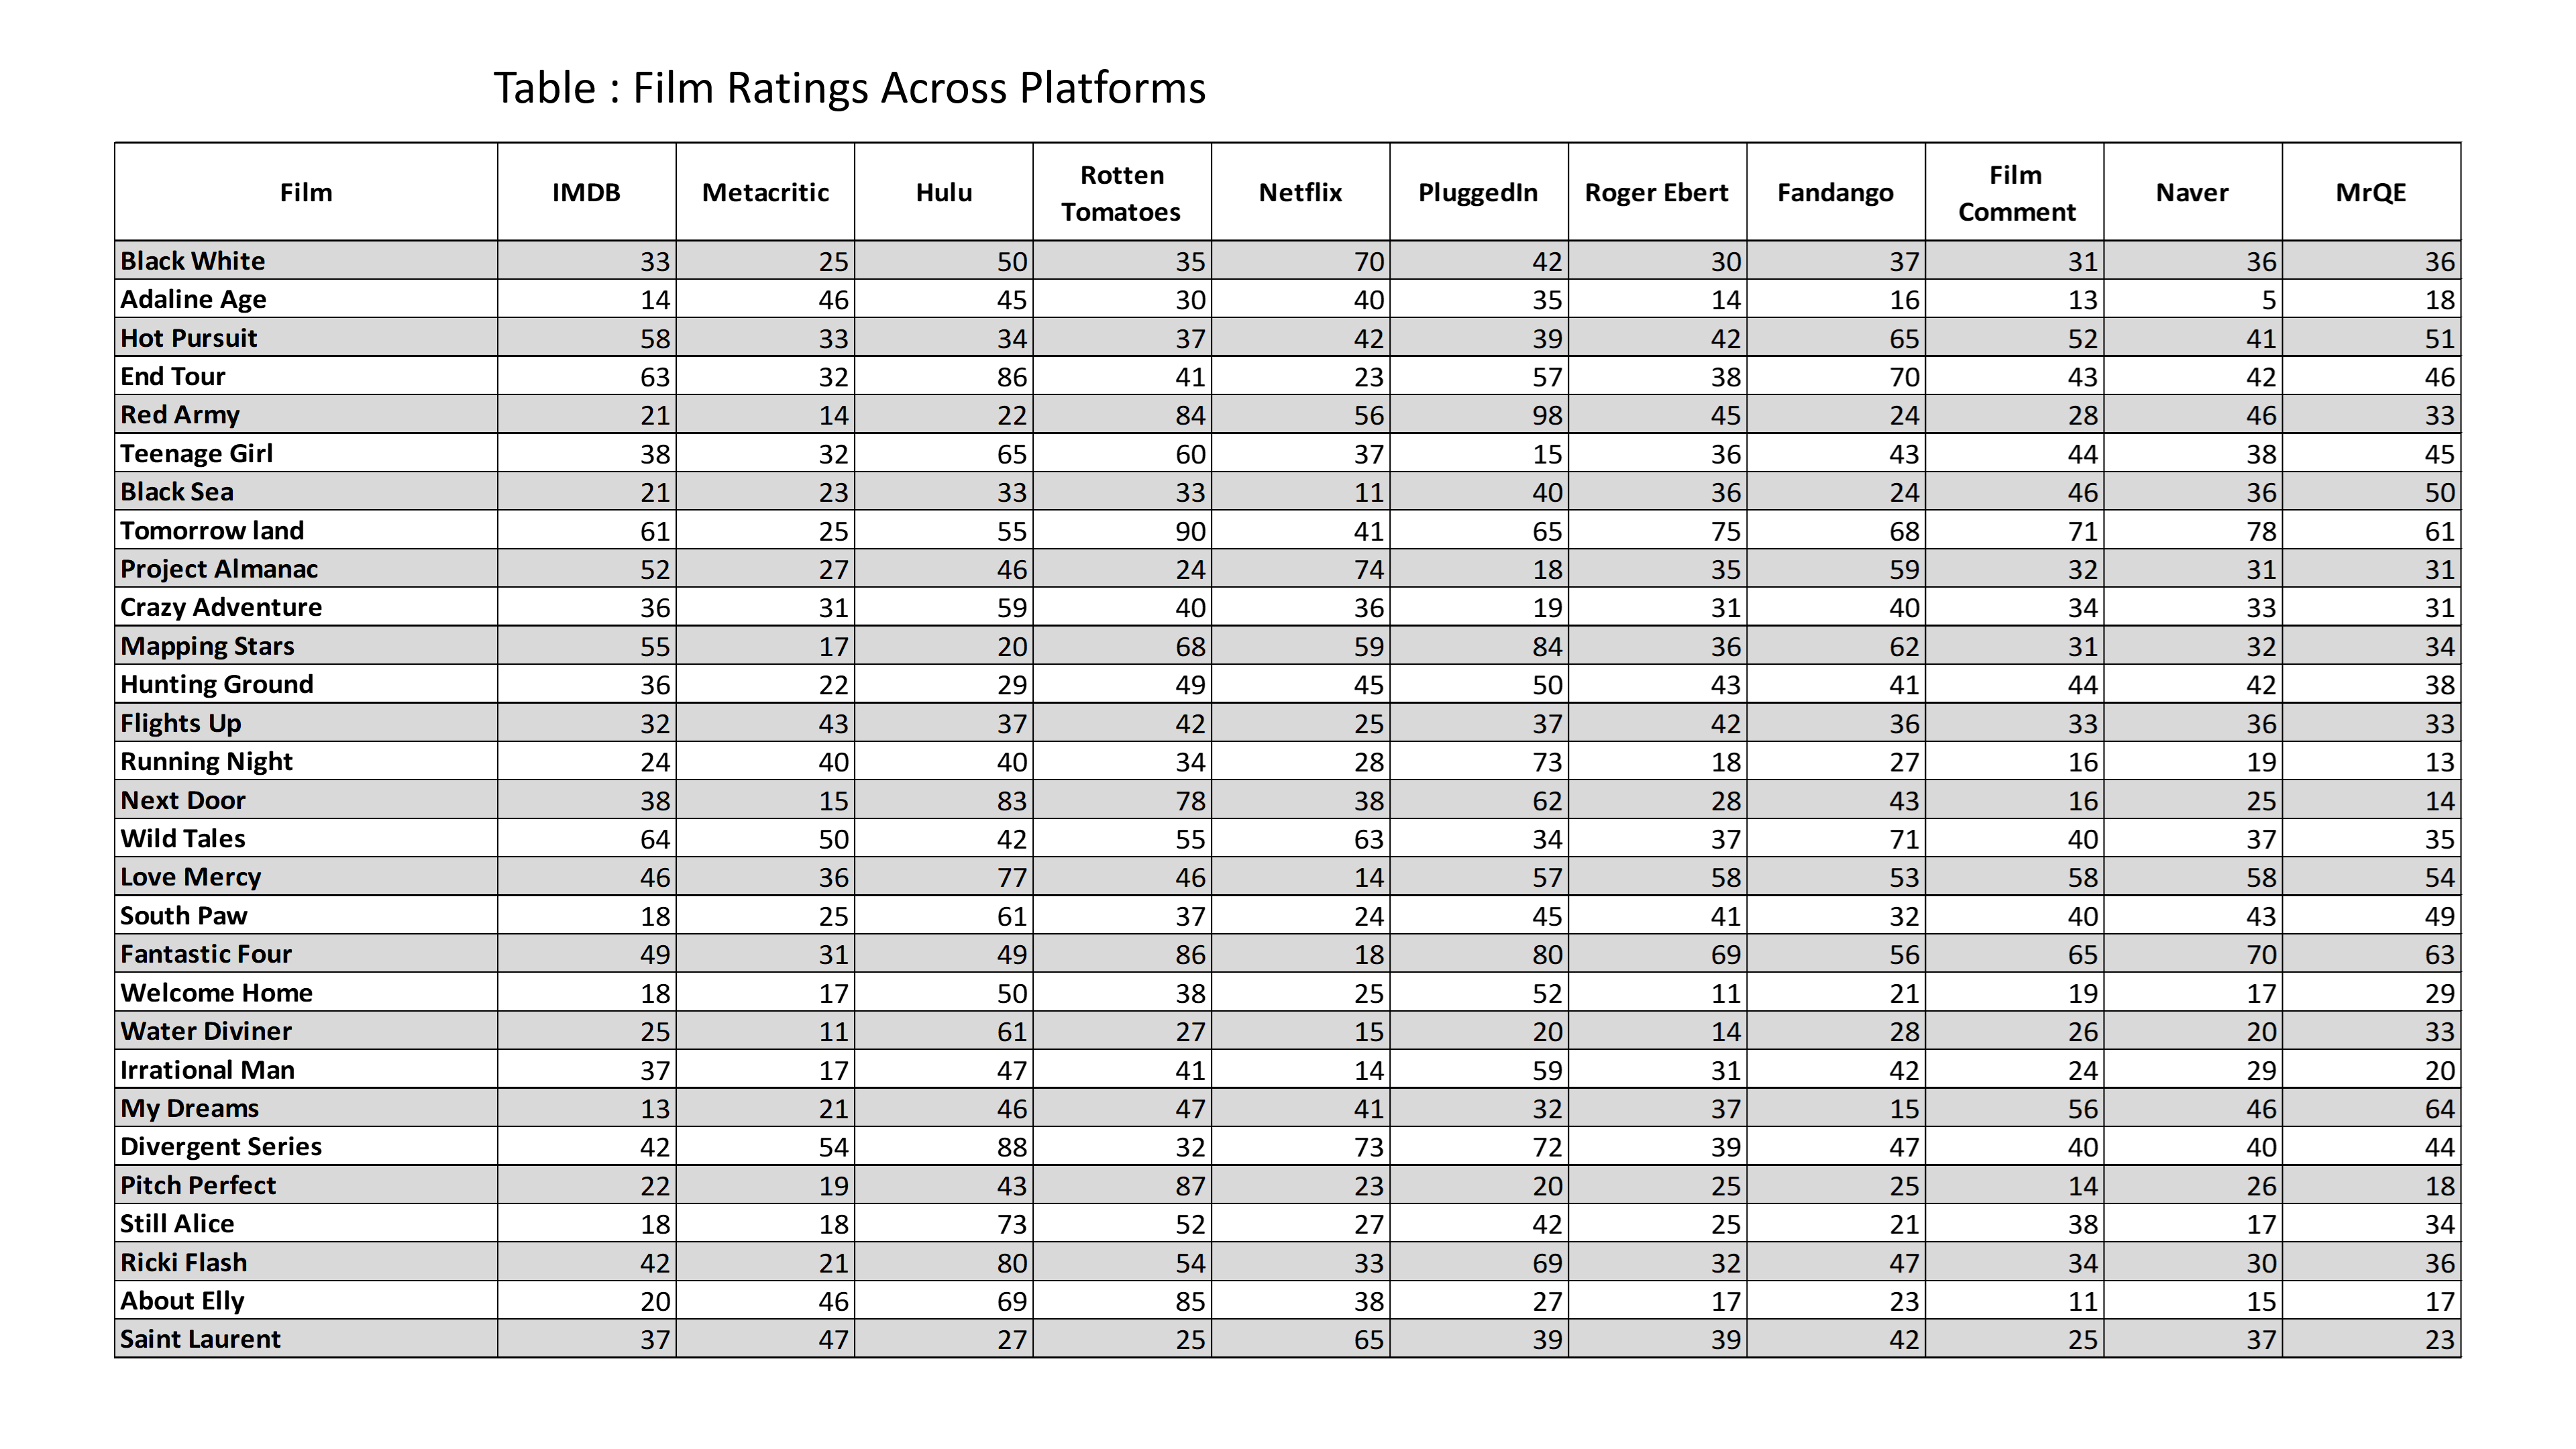 Table : Film Ratings Across Platforms
Film IMDB Metacritic Hulu Rotten Tomatoes Netflix PluggedIn Roger Ebert Fandango Film Comment Naver MrQE
Black White 33 25 50 35 70 42 30 37 31 36 36
Adaline Age 14 46 45 30 40 35 14 16 13 5 18
Hot Pursuit 58 33 34 37 42 39 42 65 52 41 51
End Tour 63 32 86 41 23 57 38 70 43 42 46
Red Army 21 14 22 84 56 98 45 24 28 46 33
Teenage Girl 38 32 65 60 37 15 36 43 44 38 45
Black Sea 21 23 33 33 11 40 36 24 46 36 50
Tomorrow land 61 25 55 90 41 65 75 68 71 78 61
Project Almanac 52 27 46 24 74 18 35 59 32 31 31
Crazy Adventure 36 31 59 40 36 19 31 40 34 33 31
Mapping Stars 55 17 20 68 59 84 36 62 31 32 34
Hunting Ground 36 22 29 49 45 50 43 41 44 42 38
Flights Up 32 43 37 42 25 37 42 36 33 36 33
Running Night 24 40 40 34 28 73 18 27 16 19 13
Next Door 38 15 83 78 38 62 28 43 16 25 14
Wild Tales 64 50 42 55 63 34 37 71 40 37 35
Love Mercy 46 36 77 46 14 57 58 53 58 58 54
South Paw 18 25 61 37 24 45 41 32 40 43 49
Fantastic Four 49 31 49 86 18 80 69 56 65 70 63
Welcome Home 18 17 50 38 25 52 11 21 19 17 29
Water Diviner 25 11 61 27 15 20 14 28 26 20 33
Irrational Man 37 17 47 41 14 59 31 42 24 29 20
My Dreams 13 21 46 47 41 32 37 15 56 46 64
Divergent Series 42 54 88 32 73 72 39 47 40 40 44
Pitch Perfect 22 19 43 87 23 20 25 25 14 26 18
Still Alice 18 18 73 52 27 42 25 21 38 17 34
Ricki Flash 42 21 80 54 33 69 32 47 34 30 36
About Elly 20 46 69 85 38 27 17 23 11 15 17
Saint Laurent 37 47 27 25 65 39 39 42 25 37 23